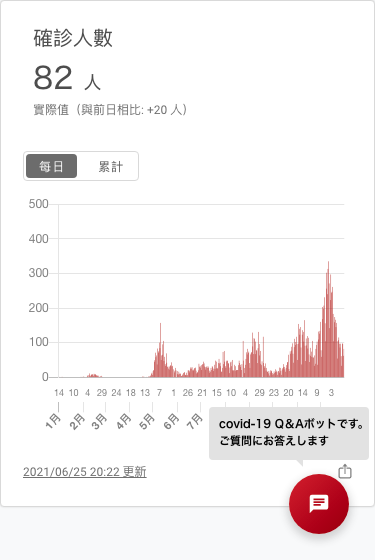 確診人數
82 人
實際值（與前日相比: +20 人）
每日 累計
500
400
300
200
100
0
14 10 4 29 24 18 13 7 1 26 21 15 10 4 29 23 20 14 9 3
1月 2月 3月 4月 5月 6月 7月
covid-19 Q&Aボットです。
ご質問にお答えします
2021/06/25 20:22 更新